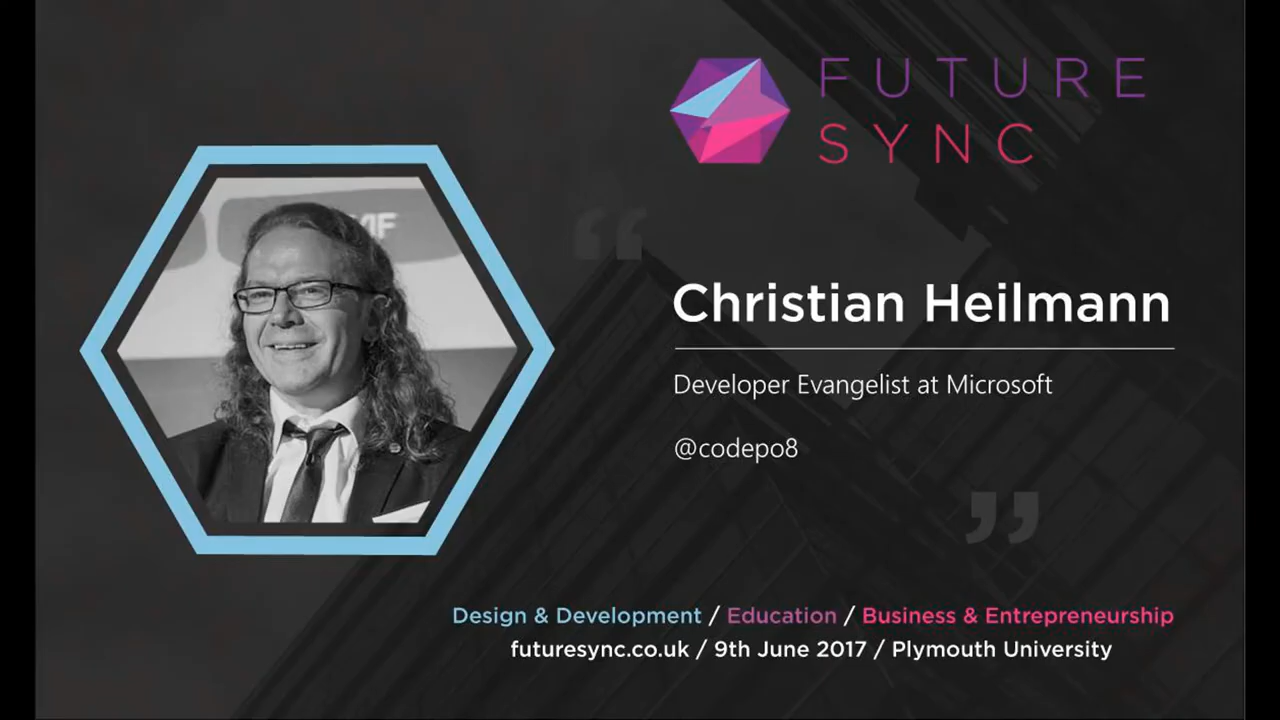 FUTURE
SYNC
“
Christian Heilmann
Developer Evangelist at Microsoft
@codepo8
”
Design & Development / Education / Business & Entrepreneurship
futuresync.co.uk / 9th June 2017 / Plymouth University